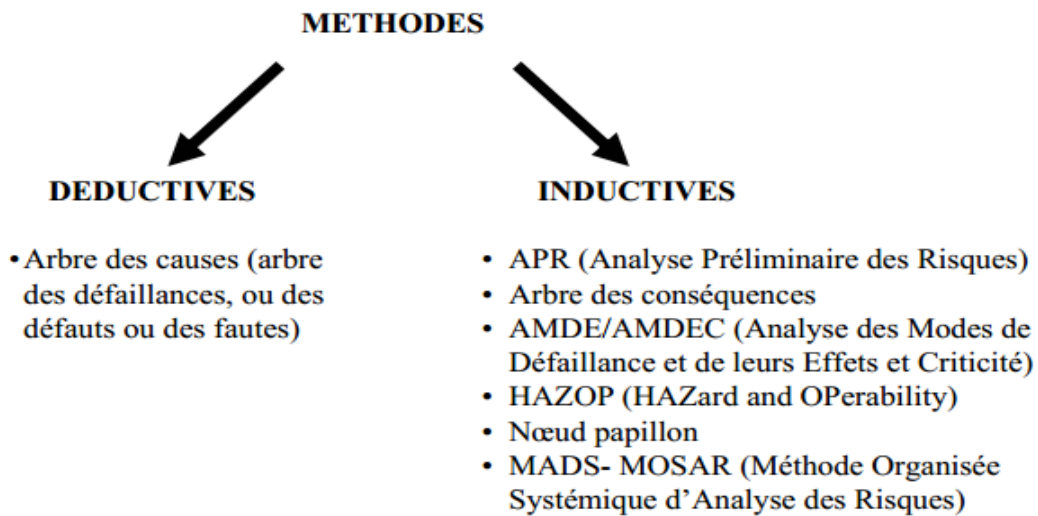 METHODES
DEDUCTIVES
• Arbre des causes (arbre
des défaillances, ou des
défauts ou des fautes)
INDUCTIVES
• APR (Analyse Préliminaire des Risques)
• Arbre des conséquences
• AMDE/AMDEC (Analyse des Modes de
Défaillance et de leurs Effets et Criticité)
• HAZOP (HAZard and OPerability)
• Nœud papillon
• MADS- MOSAR (Méthode Organisée
Systémique d'Analyse des Risques)